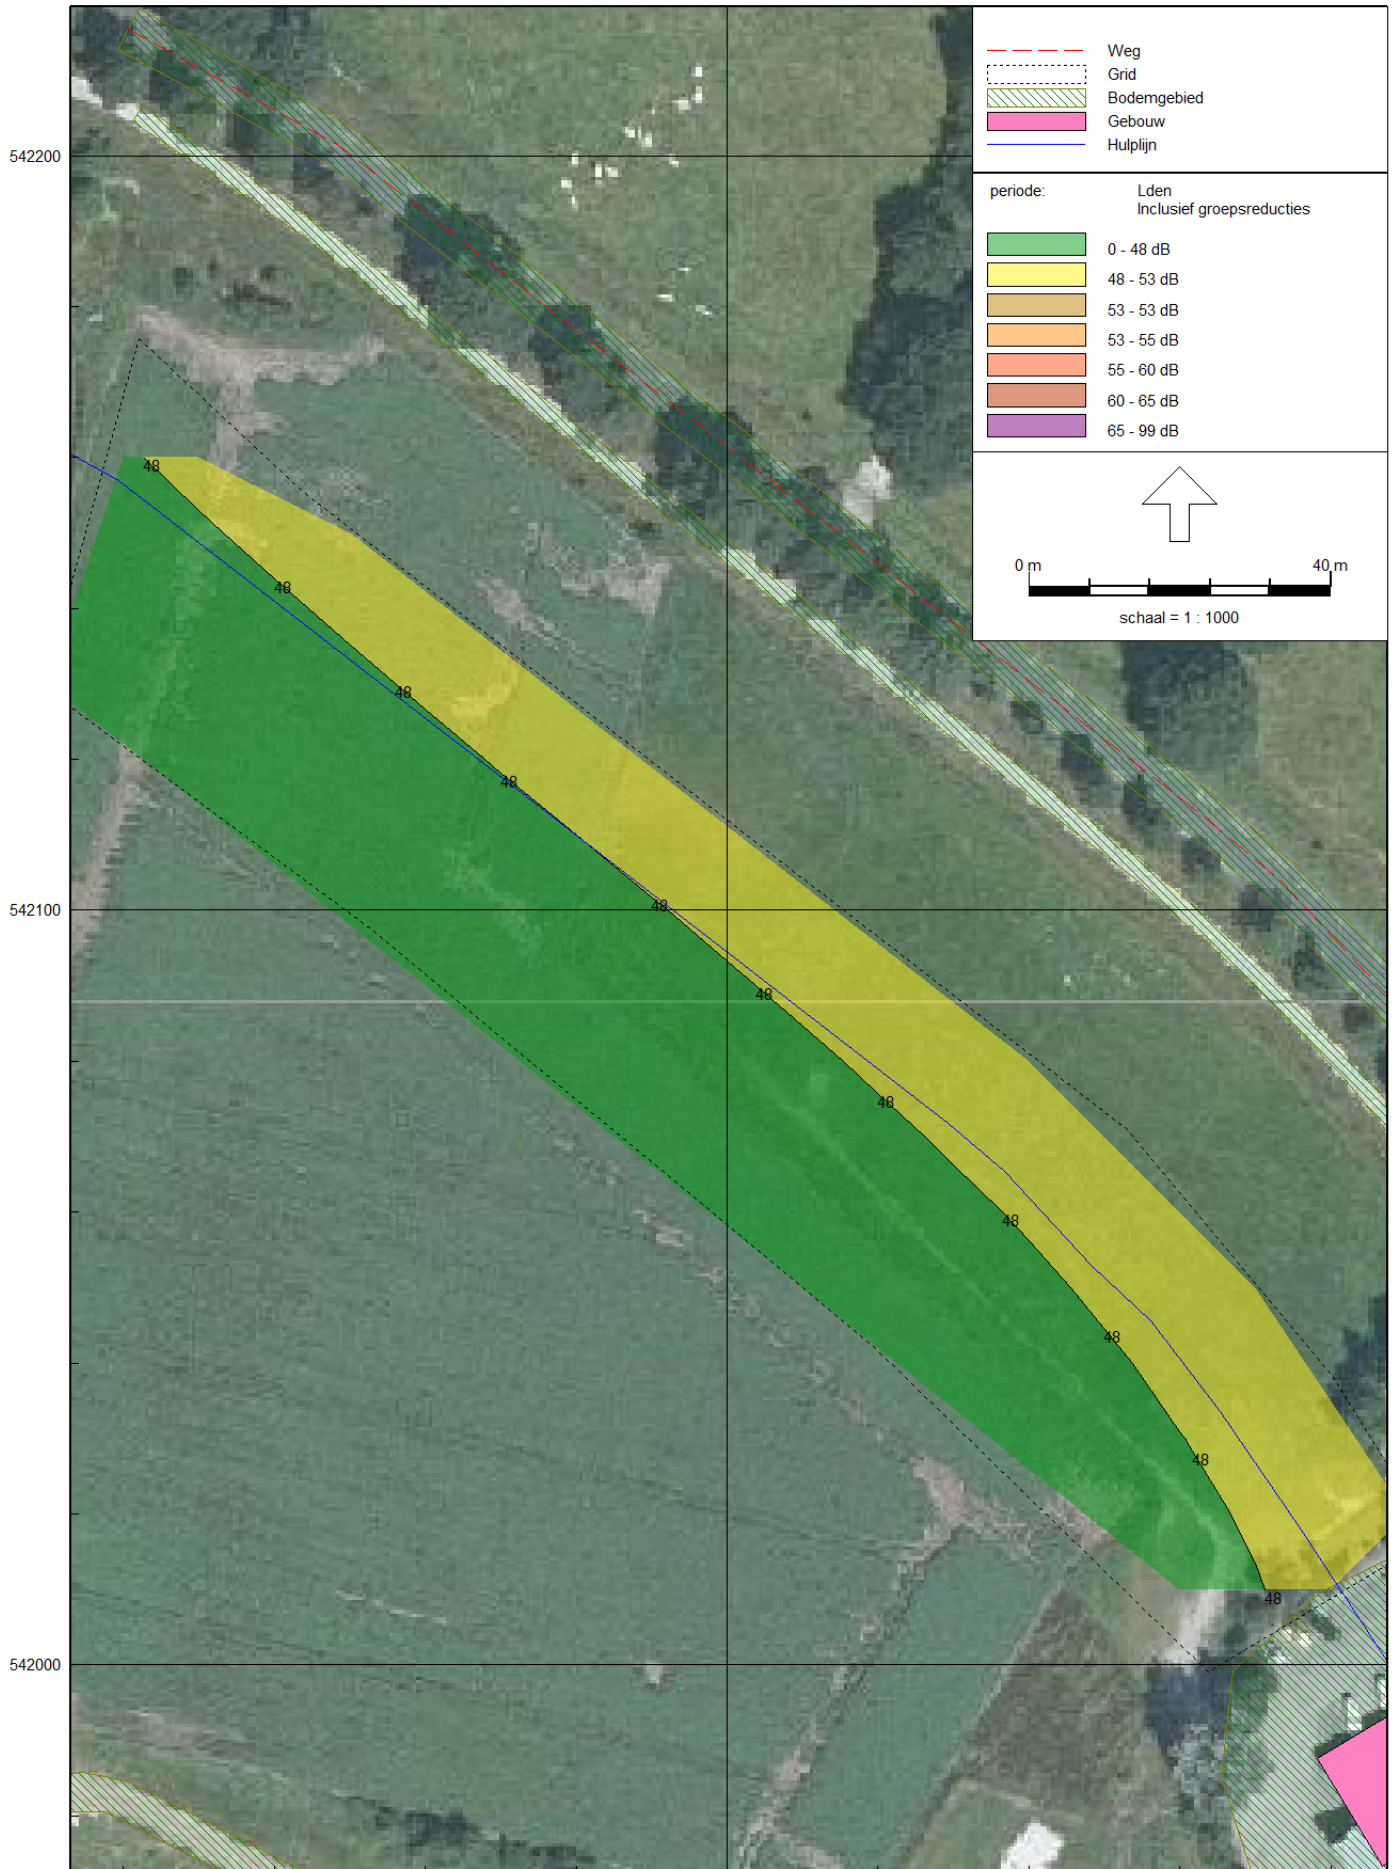 Weg
Grid
Bodemgebied
Gebouw
Hulplijn
periode: Lden
Inclusief groepsreducties
0 - 48 dB
48 - 53 dB
53 - 53 dB
53 - 55 dB
55 - 60 dB
60 - 65 dB
65 - 99 dB
0 m 40 m
schaal = 1 : 1000
542200
48
48
48
48
48
542100
48
48
48
48
48
48
542000